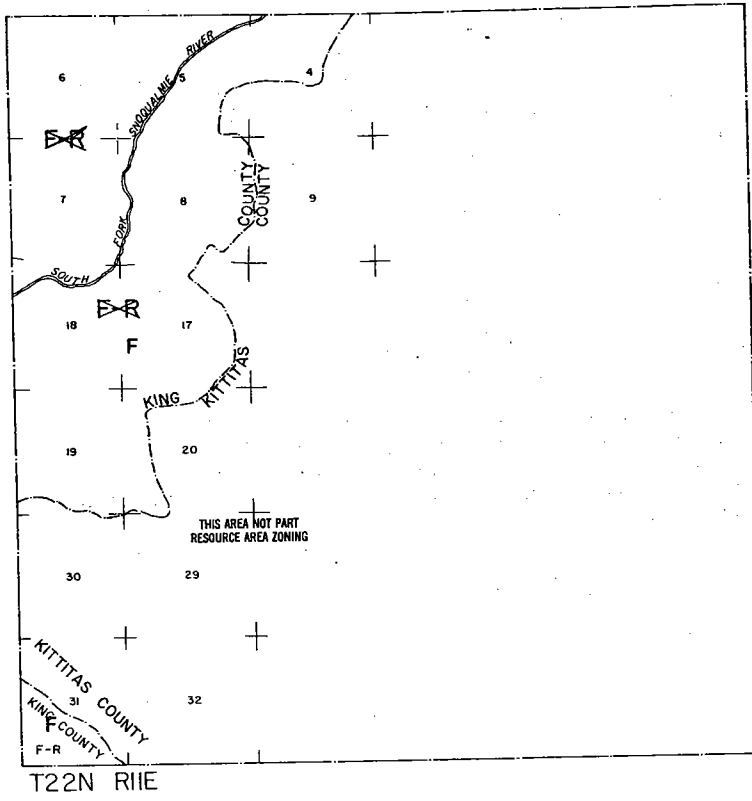 SNOQUALMIE RIVER
6
5
4
F-R
7
8
9
COUNTY
COUNTY
SOUTH FORK
F-R
18
17
F
KING
KITTITAS
19
20
THIS AREA NOT PART
RESOURCE AREA ZONING
30
29
KITTITAS COUNTY
31
32
KING COUNTY
F
F-R
T22N R11E